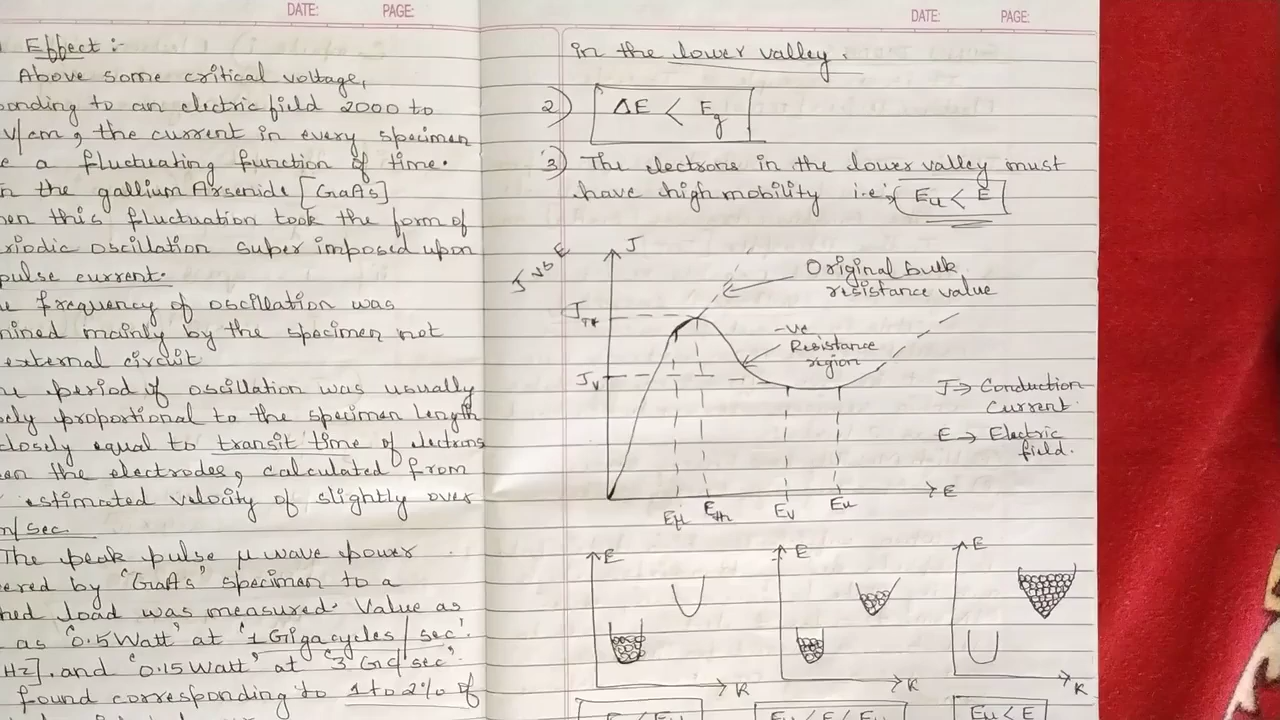 DATE: PAGE:
Effect :-
Above some critical voltage,
onding to an electric field 2000 to
V/cm, the current in every specimen
e a fluctuating function of time.
n the gallium Arsenide [GaAs]
en this fluctuation took the form of
riodic oscillation super imposed upon
pulse current.
e frequency of oscillation was
mined mainly by the specimen not
external circuit
e period of oscillation was usually
ely proportional to the specimen length
closely equal to transit time of electrons
en the electrodes, calculated from
estimated velocity of slightly over
m/sec
The peak pulse μ wave power
ered by 'GaAs' specimen to a
hed load was measured. Value as
as '0.5 Watt' at '1 Gigacycles/sec'.
Hz], and '0.15 Watt' at '3 Gc/sec'.
found corresponding to 1 to 2% of
DATE: PAGE:
in the lower valley.
2) ΔE < Eg
3) The electrons in the lower valley must
have high mobility i.e; Eu < E
J vs E
J
Original bulk
resistance value
-ve
Resistance
region
Jv
J → Conduction
Current
E → Electric
field.
Eth Ev Eu
E
E E E
K K K
Eu < E